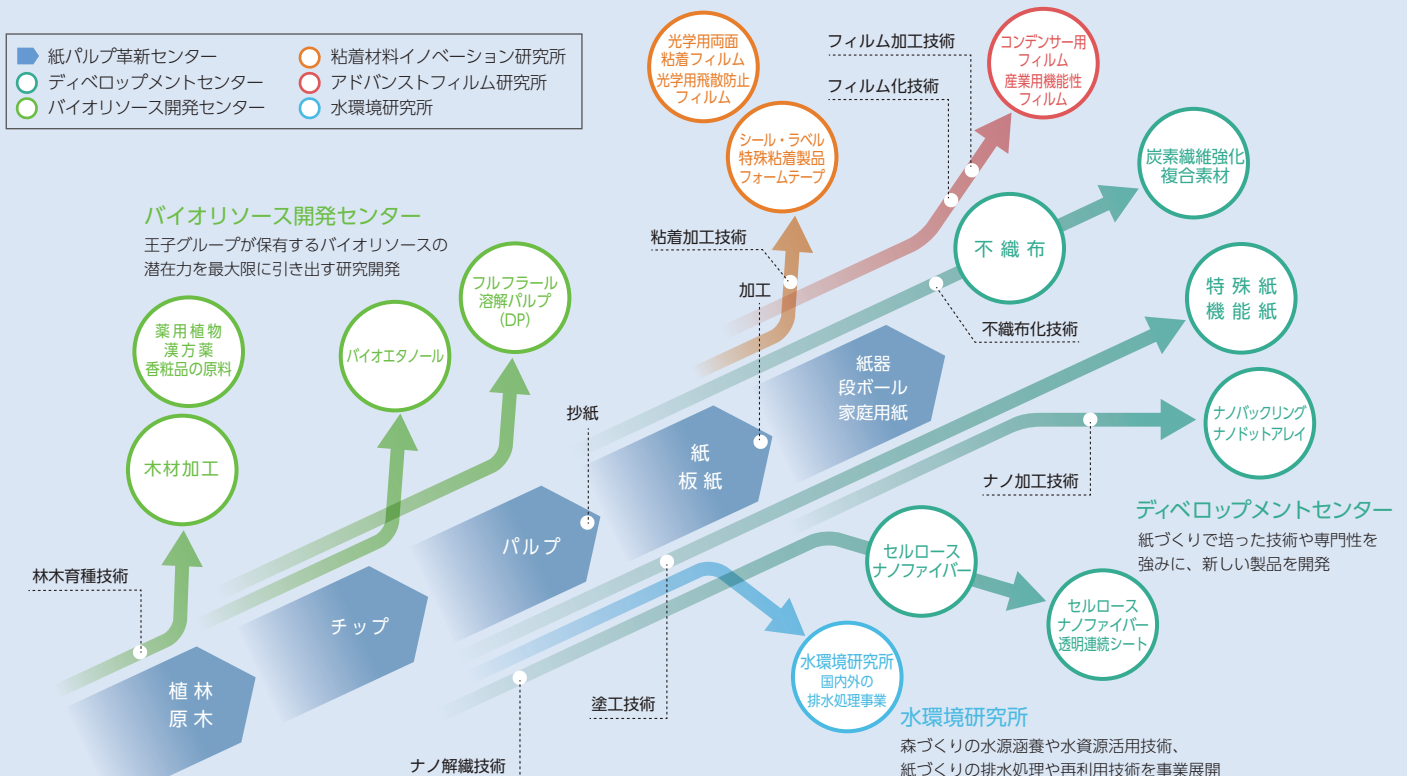 紙パルプ革新センター
ディベロップメントセンター
バイオリソース開発センター
粘着材料イノベーション研究所
アドバンストフィルム研究所
水環境研究所
光学用両面
粘着フィルム
光学用飛散防止
フィルム
シール・ラベル
特殊粘着製品
フォームテープ
フィルム加工技術
フィルム化技術
コンデンサー用
フィルム
産業用機能性
フィルム
炭素繊維強化
複合素材
バイオリソース開発センター
王子グループが保有するバイオリソースの
潜在力を最大限に引き出す研究開発
粘着加工技術
加工
不織布
不織布化技術
特殊紙
機能紙
フルフラール
溶解パルプ
(DP)
薬用植物
漢方薬
香粧品の原料
バイオエタノール
木材加工
抄紙
紙器
段ボール
家庭用紙
紙
板紙
パルプ
チップ
植林
原木
林木育種技術
ナノバックリング
ナノドットアレイ
ナノ加工技術
ディベロップメントセンター
紙づくりで培った技術や専門性を
強みに、新しい製品を開発
セルロース
ナノファイバー
セルロース
ナノファイバー
透明連続シート
水環境研究所
国内外の
排水処理事業
塗工技術
ナノ解繊技術
水環境研究所
森づくりの水源涵養や水資源活用技術、
紙づくりの排水処理や再利用技術を事業展開